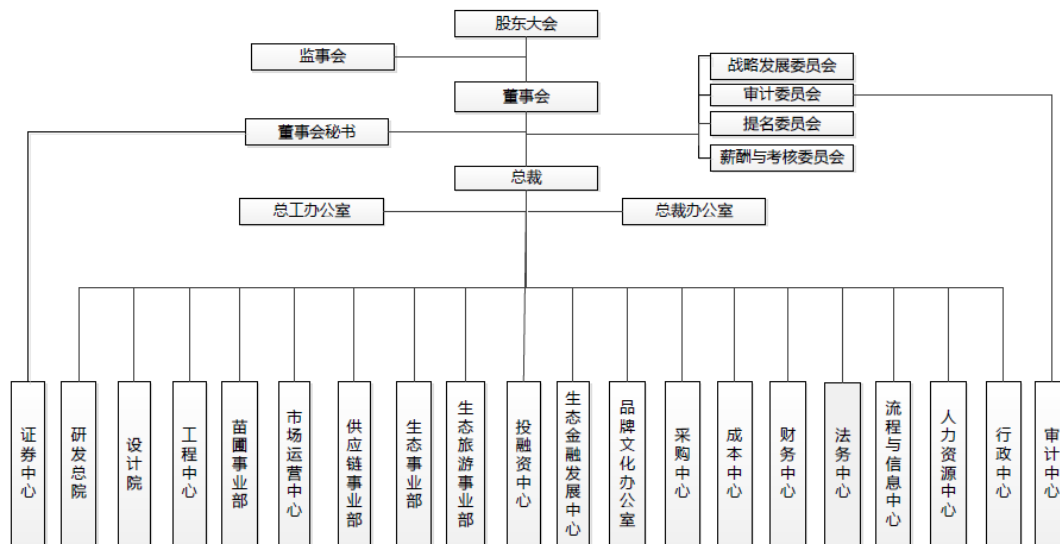 股东大会
监事会
战略发展委员会
董事会
审计委员会
提名委员会
董事会秘书
薪酬与考核委员会
总裁
总工办公室
总裁办公室
证券中心
研发总院
设计院
工程中心
苗圃事业部
市场运营中心
供应链事业部
生态事业部
生态旅游事业部
投融资中心
生态金融发展中心
品牌文化办公室
采购中心
成本中心
财务中心
法务中心
流程与信息中心
人力资源中心
行政中心
审计中心